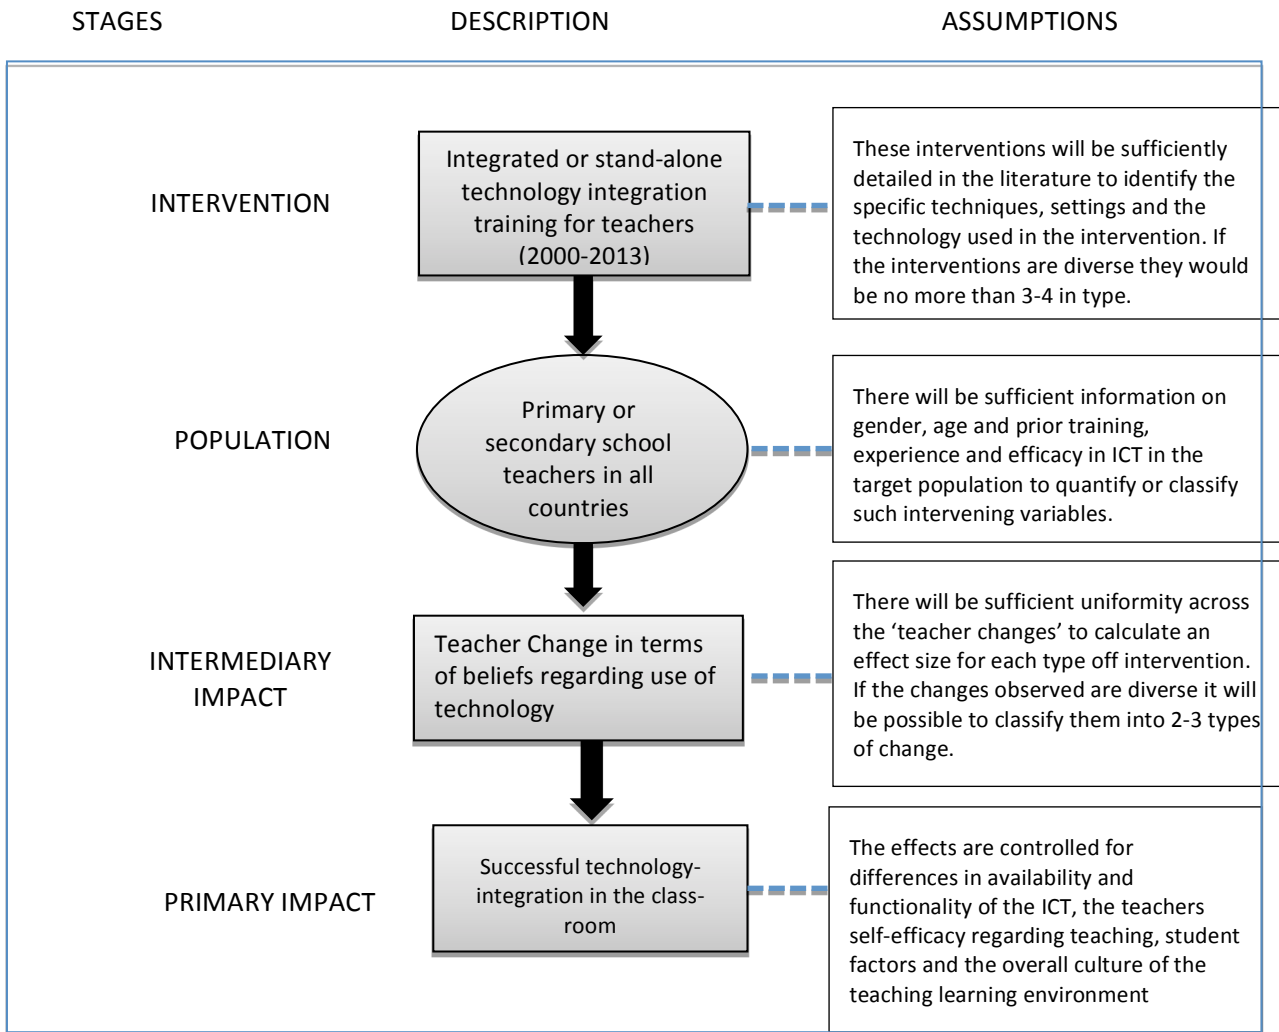 STAGES DESCRIPTION ASSUMPTIONS
INTERVENTION
Integrated or stand-alone
technology integration
training for teachers
(2000-2013)
These interventions will be sufficiently
detailed in the literature to identify the
specific techniques, settings and the
technology used in the intervention. If
the interventions are diverse they would
be no more than 3-4 in type.
POPULATION
Primary or
secondary school
teachers in all
countries
There will be sufficient information on
gender, age and prior training,
experience and efficacy in ICT in the
target population to quantify or classify
such intervening variables.
INTERMEDIARY
IMPACT
Teacher Change in terms
of beliefs regarding use of
technology
There will be sufficient uniformity across
the ‘teacher changes’ to calculate an
effect size for each type off intervention.
If the changes observed are diverse it will
be possible to classify them into 2-3 types
of change.
PRIMARY IMPACT
Successful technology-
integration in the class-
room
The effects are controlled for
differences in availability and
functionality of the ICT, the teachers
self-efficacy regarding teaching, student
factors and the overall culture of the
teaching learning environment